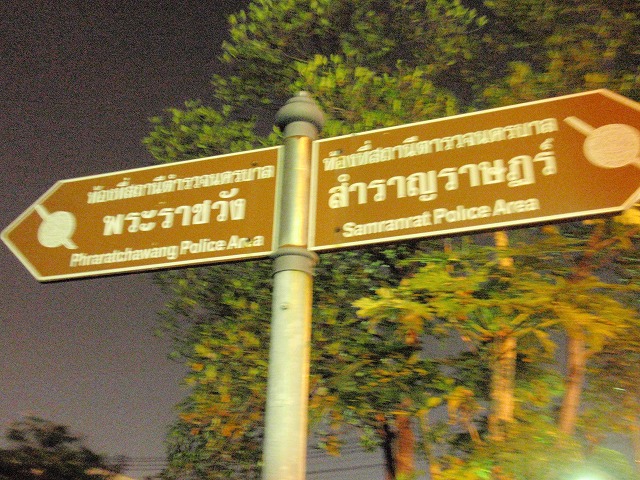 ท้องที่สถานีตำรวจนครบาล
พระราชวัง
Phraratchawang Police Area
ท้องที่สถานีตำรวจนครบาล
สำราญราษฎร์
Samranrat Police Area